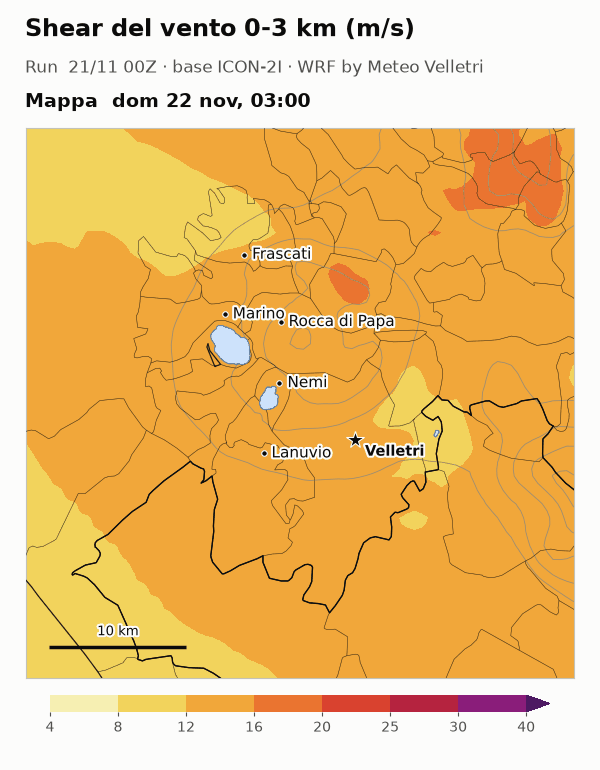 Shear del vento 0-3 km (m/s)
Run  21/11 00Z · base ICON-2I · WRF by Meteo Velletri
Mappa  dom 22 nov, 03:00
Frascati
Marino
Rocca di Papa
Nemi
Velletri
Lanuvio
10 km
4 8 12 16 20 25 30 40